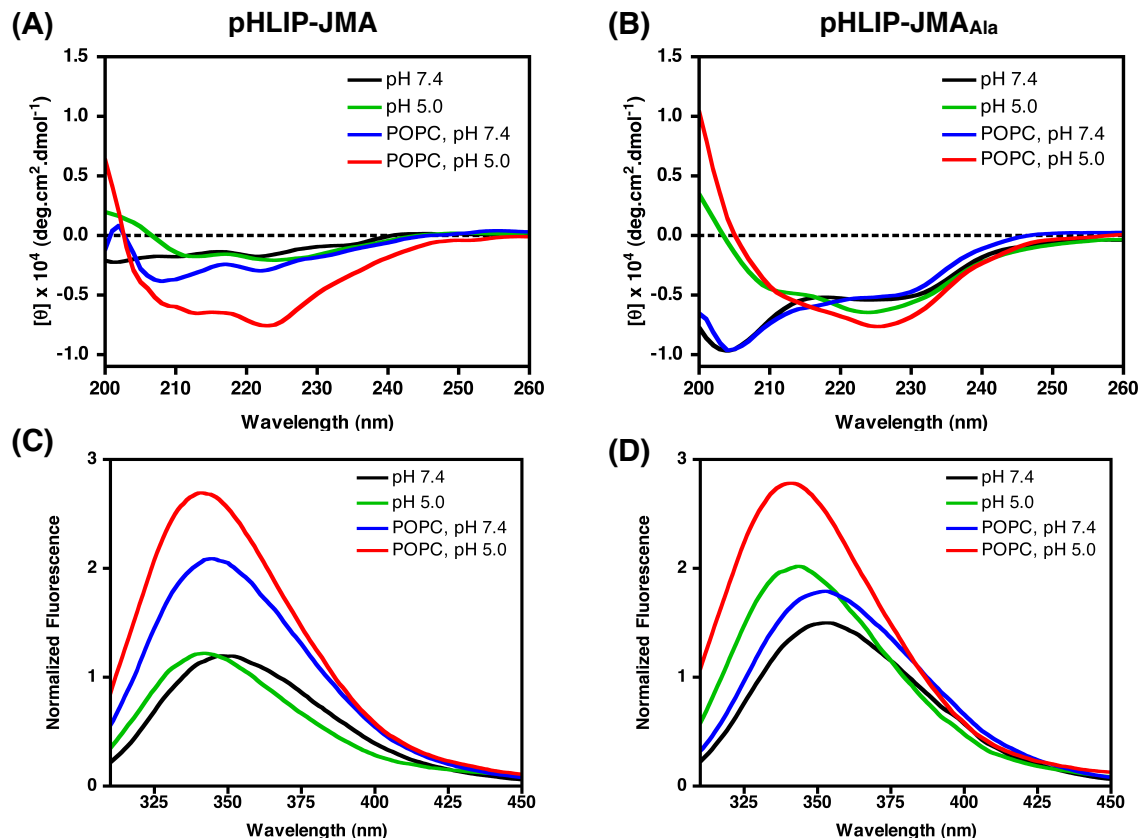 (A) pHLIP-JMA
1.5
1.0
0.5
0.0
-0.5
-1.0
[θ] x 10⁴ (deg.cm².dmol⁻¹)
pH 7.4
pH 5.0
POPC, pH 7.4
POPC, pH 5.0
200 210 220 230 240 250 260
Wavelength (nm)
(B) pHLIP-JMAAla
1.5
1.0
0.5
0.0
-0.5
-1.0
[θ] x 10⁴ (deg.cm².dmol⁻¹)
pH 7.4
pH 5.0
POPC, pH 7.4
POPC, pH 5.0
200 210 220 230 240 250 260
Wavelength (nm)
(C)
3
2
1
0
Normalized Fluorescence
pH 7.4
pH 5.0
POPC, pH 7.4
POPC, pH 5.0
325 350 375 400 425 450
Wavelength (nm)
(D)
3
2
1
0
Normalized Fluorescence
pH 7.4
pH 5.0
POPC, pH 7.4
POPC, pH 5.0
325 350 375 400 425 450
Wavelength (nm)